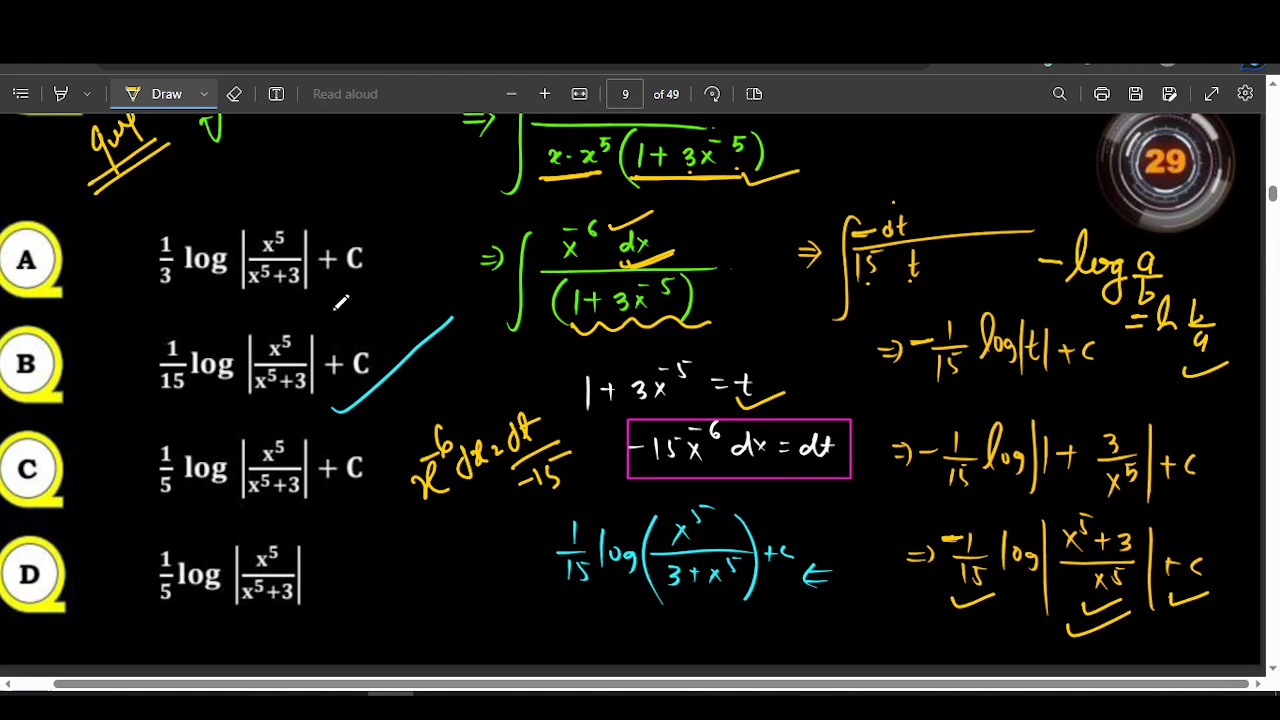 Draw
Read aloud
9 of 49
29
⇒ ∫ x · x⁵ (1 + 3x⁻⁵)
A 1/3 log |x⁵/(x⁵+3)| + C
⇒ ∫ x⁻⁶ dx / (1 + 3x⁻⁵)
⇒ ∫ -dt / 15 t
- log a/b
= ln b/a
⇒ -1/15 log|t| + c
B 1/15 log |x⁵/(x⁵+3)| + C
1 + 3x⁻⁵ = t
-15x⁻⁶ dx = dt
x⁻⁶ dx = dt/-15
⇒ -1/15 log |1 + 3/x⁵| + c
C 1/5 log |x⁵/(x⁵+3)| + C
1/15 log (x⁵/(3+x⁵)) + c
⇒ -1/15 log |(x⁵+3)/x⁵| + c
D 1/5 log |x⁵/(x⁵+3)|